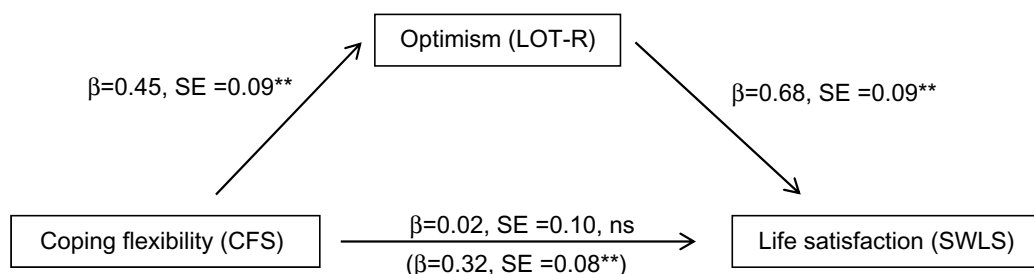 Optimism (LOT-R)
β=0.45, SE =0.09**
β=0.68, SE =0.09**
Coping flexibility (CFS)
β=0.02, SE =0.10, ns
(β=0.32, SE =0.08**)
Life satisfaction (SWLS)